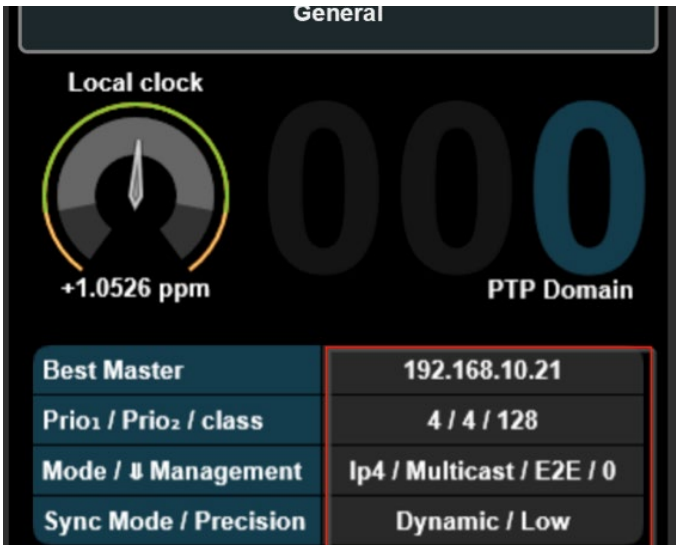 General
Local clock
000
+1.0526 ppm
PTP Domain
Best Master 192.168.10.21
Prio₁ / Prio₂ / class 4 / 4 / 128
Mode / ⇓ Management Ip4 / Multicast / E2E / 0
Sync Mode / Precision Dynamic / Low